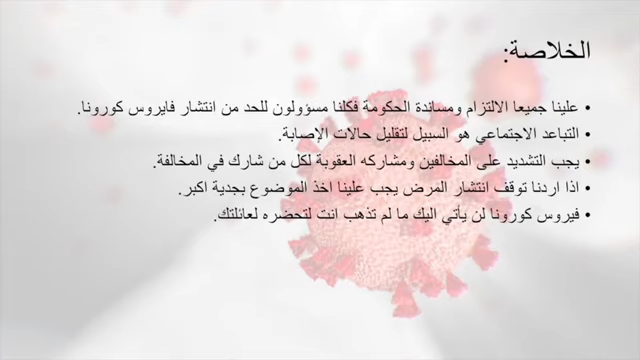 الخلاصة:
• علينا جميعا الالتزام ومساندة الحكومة فكلنا مسؤولون للحد من انتشار فايروس كورونا.
• التباعد الاجتماعي هو السبيل لتقليل حالات الإصابة.
• يجب التشديد على المخالفين ومشاركه العقوبة لكل من شارك في المخالفة.
• اذا اردنا توقف انتشار المرض يجب علينا اخذ الموضوع بجدية اكبر.
• فيروس كورونا لن يأتي اليك ما لم تذهب انت لتحضره لعائلتك.